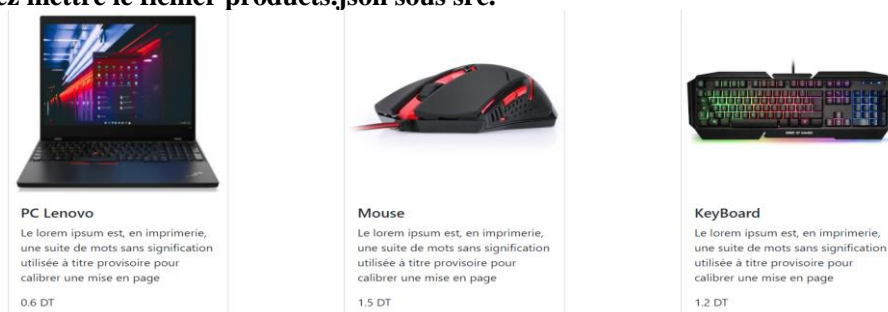 mettre le fichier products.json sous src.
PC Lenovo
Le lorem ipsum est, en imprimerie,
une suite de mots sans signification
utilisée à titre provisoire pour
calibrer une mise en page
0.6 DT
Mouse
Le lorem ipsum est, en imprimerie,
une suite de mots sans signification
utilisée à titre provisoire pour
calibrer une mise en page
1.5 DT
KeyBoard
Le lorem ipsum est, en imprimerie,
une suite de mots sans signification
utilisée à titre provisoire pour
calibrer une mise en page
1.2 DT